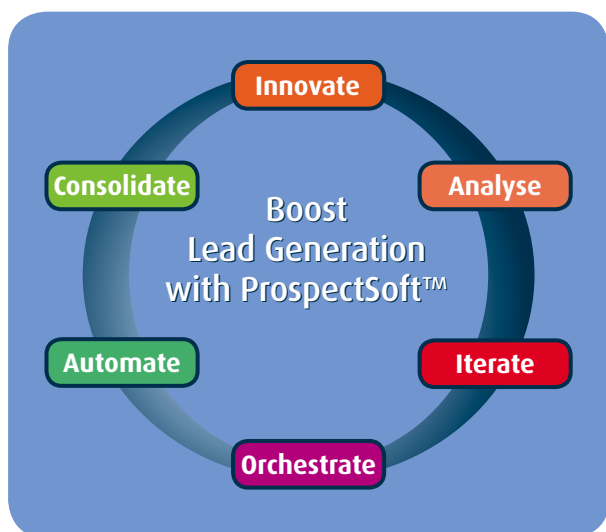 Innovate
Consolidate
Analyse
Boost
Lead Generation
with ProspectSoft™
Automate
Iterate
Orchestrate